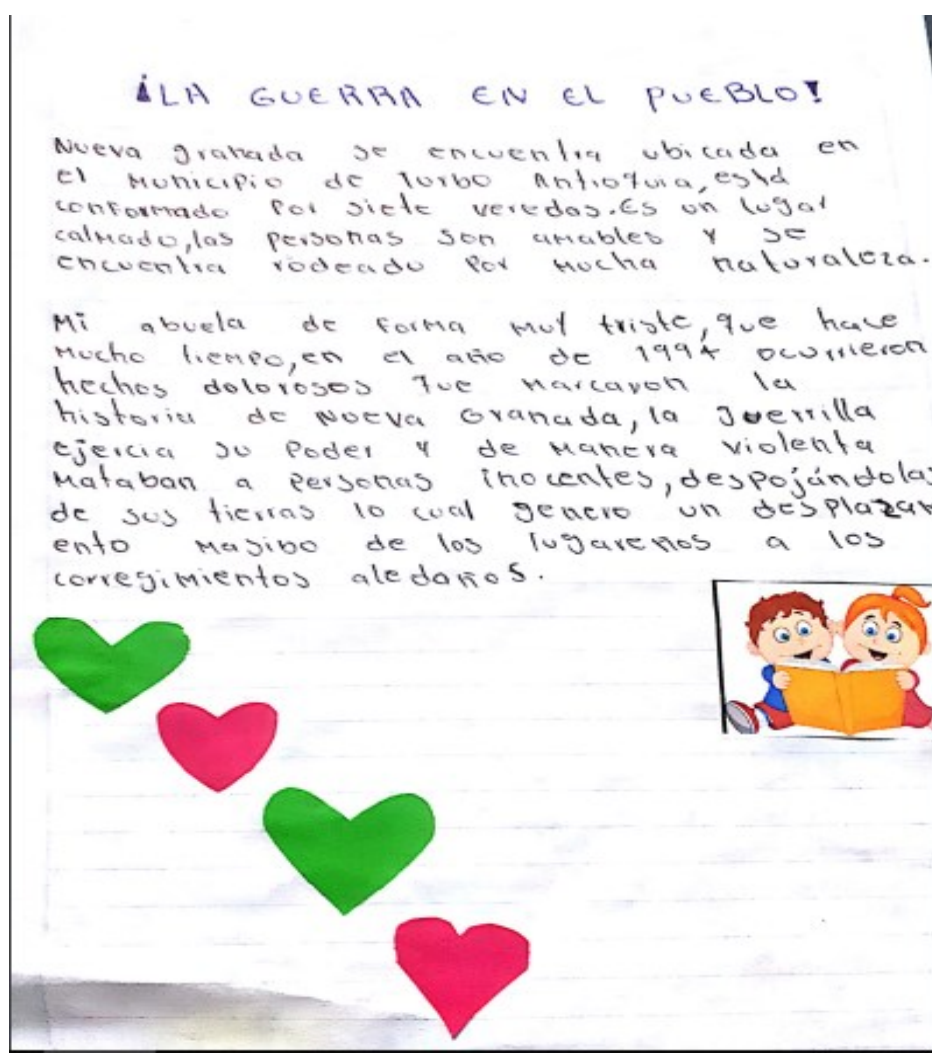 ¡LA GUERRA EN EL PUEBLO!
Nueva granada se encuentra ubicada en
el Municipio de Turbo Antioquia, está
conformado Por siete veredas. Es un lugar
calmado, las personas son amables y se
encuentra rodeado Por mucha naturaleza.
Mi abuela de forma muy triste, que hace
mucho tiempo, en el año de 1994 ocurrieron
hechos dolorosos que marcaron la
historia de Nueva Granada, la guerrilla
ejercia su Poder y de manera violenta
mataban a personas inocentes, despojándolas
de sus tierras lo cual genero un desplazam
ento masibo de los lugareños a los
corregimientos aledaños.